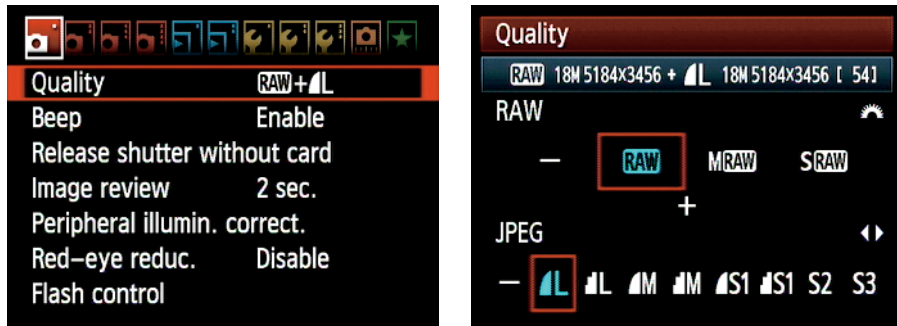 Quality RAW+L
Beep Enable
Release shutter without card
Image review 2 sec.
Peripheral illumin. correct.
Red-eye reduc. Disable
Flash control
Quality
RAW 18M 5184x3456 + L 18M 5184x3456 [ 54]
RAW
– RAW MRAW SRAW
+
JPEG
– L L M M S1 S1 S2 S3